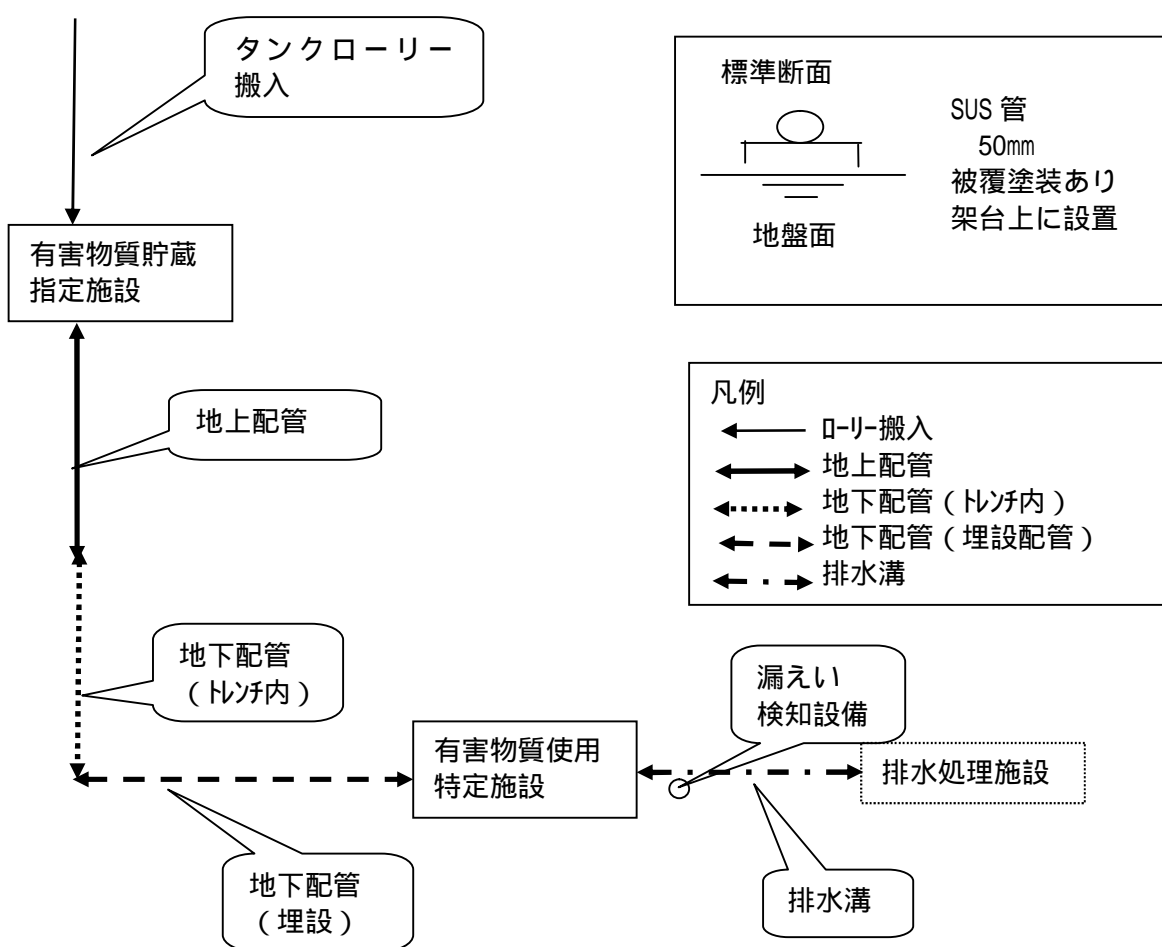 タンクローリー
搬入
標準断面
SUS 管
50㎜
被覆塗装あり
架台上に設置
地盤面
有害物質貯蔵
指定施設
地上配管
凡例
ﾛｰﾘｰ搬入
地上配管
地下配管（ﾄﾚﾝﾁ内）
地下配管（埋設配管）
排水溝
地下配管
（ﾄﾚﾝﾁ内）
漏えい
検知設備
有害物質使用
特定施設
排水処理施設
地下配管
（埋設）
排水溝